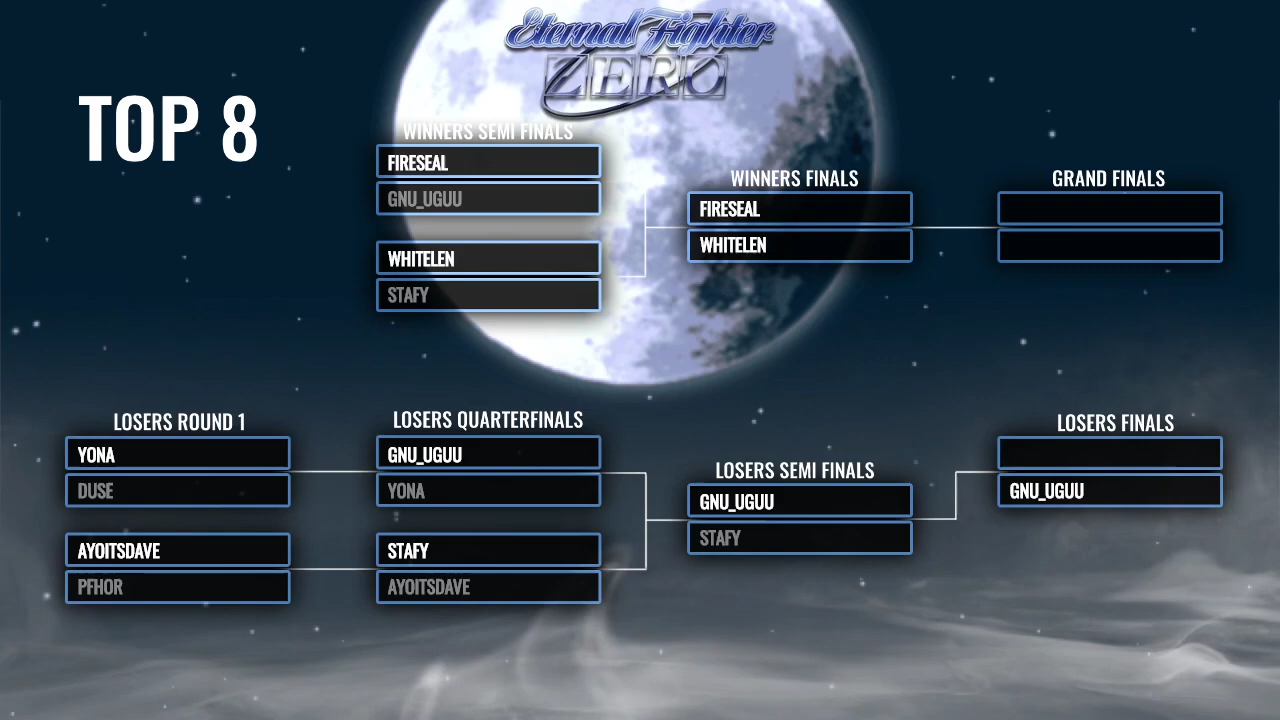 Eternal Fighter
ZERO
TOP 8
WINNERS SEMI FINALS
FIRESEAL
GNU_UGUU
WHITELEN
STAFY
WINNERS FINALS
FIRESEAL
WHITELEN
GRAND FINALS
LOSERS ROUND 1
YONA
DUSE
AYOITSDAVE
PFHOR
LOSERS QUARTERFINALS
GNU_UGUU
YONA
STAFY
AYOITSDAVE
LOSERS SEMI FINALS
GNU_UGUU
STAFY
LOSERS FINALS
GNU_UGUU